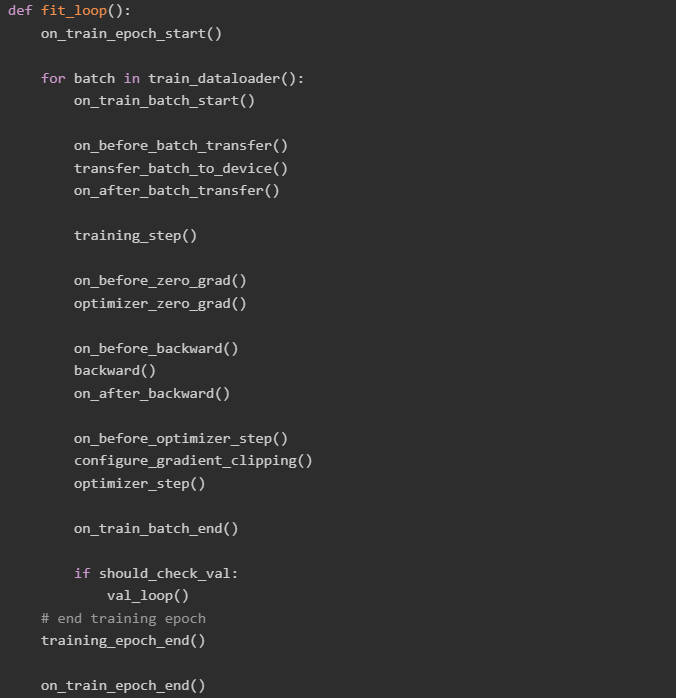 def fit_loop():
    on_train_epoch_start()
    for batch in train_dataloader():
        on_train_batch_start()
        on_before_batch_transfer()
        transfer_batch_to_device()
        on_after_batch_transfer()
        training_step()
        on_before_zero_grad()
        optimizer_zero_grad()
        on_before_backward()
        backward()
        on_after_backward()
        on_before_optimizer_step()
        configure_gradient_clipping()
        optimizer_step()
        on_train_batch_end()
        if should_check_val:
            val_loop()
    # end training epoch
    training_epoch_end()
    on_train_epoch_end()